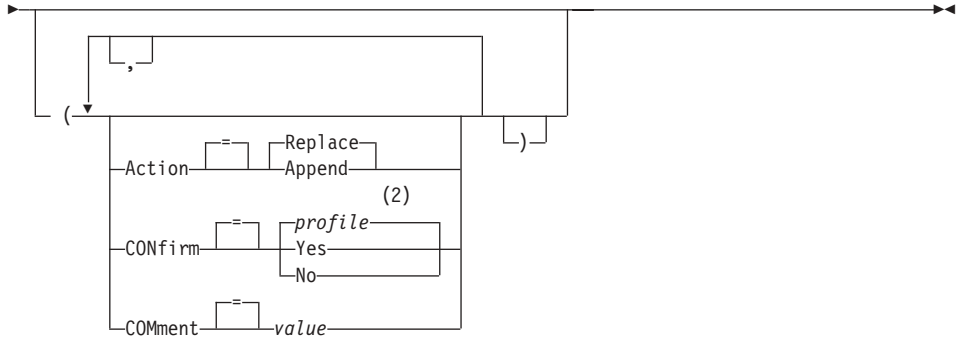 ,
(
)
= Replace
Action Append
(2)
= profile
CONfirm Yes
No
=
COMment value